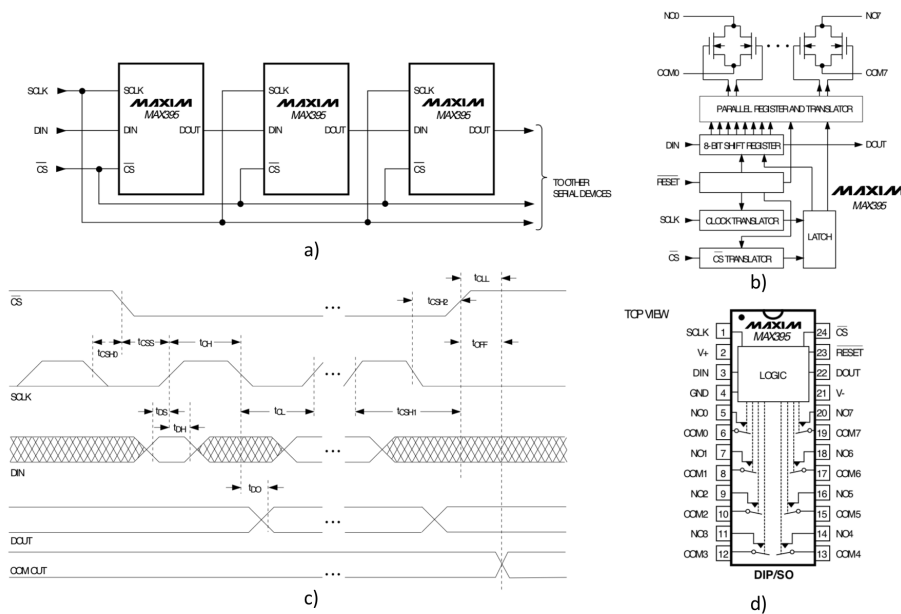 SCLK
DIN
CS
SCLK
MAXIM
MAX395
DIN DOUT
CS
SCLK
MAXIM
MAX395
DIN DOUT
CS
SCLK
MAXIM
MAX395
DIN DOUT
CS
TO OTHER
SERIAL DEVICES
a)
NO0 NO7
COM0 COM7
PARALLEL REGISTER AND TRANSLATOR
DIN 8-BIT SHIFT REGISTER DOUT
RESET
MAXIM
MAX395
SCLK CLOCK TRANSLATOR
LATCH
CS CS TRANSLATOR
b)
CS
tCLL
tCSH2
tCSH0 tCSS tCH tOFF
SCLK
tDS tCL tCSH1
tDH
DIN
tDO
DOUT
COM OUT
c)
TOP VIEW
MAXIM
MAX395
LOGIC
SCLK 1 24 CS
V+ 2 23 RESET
DIN 3 22 DOUT
GND 4 21 V-
NO0 5 20 NO7
COM0 6 19 COM7
NO1 7 18 NO6
COM1 8 17 COM6
NO2 9 16 NO5
COM2 10 15 COM5
NO3 11 14 NO4
COM3 12 13 COM4
DIP/SO
d)